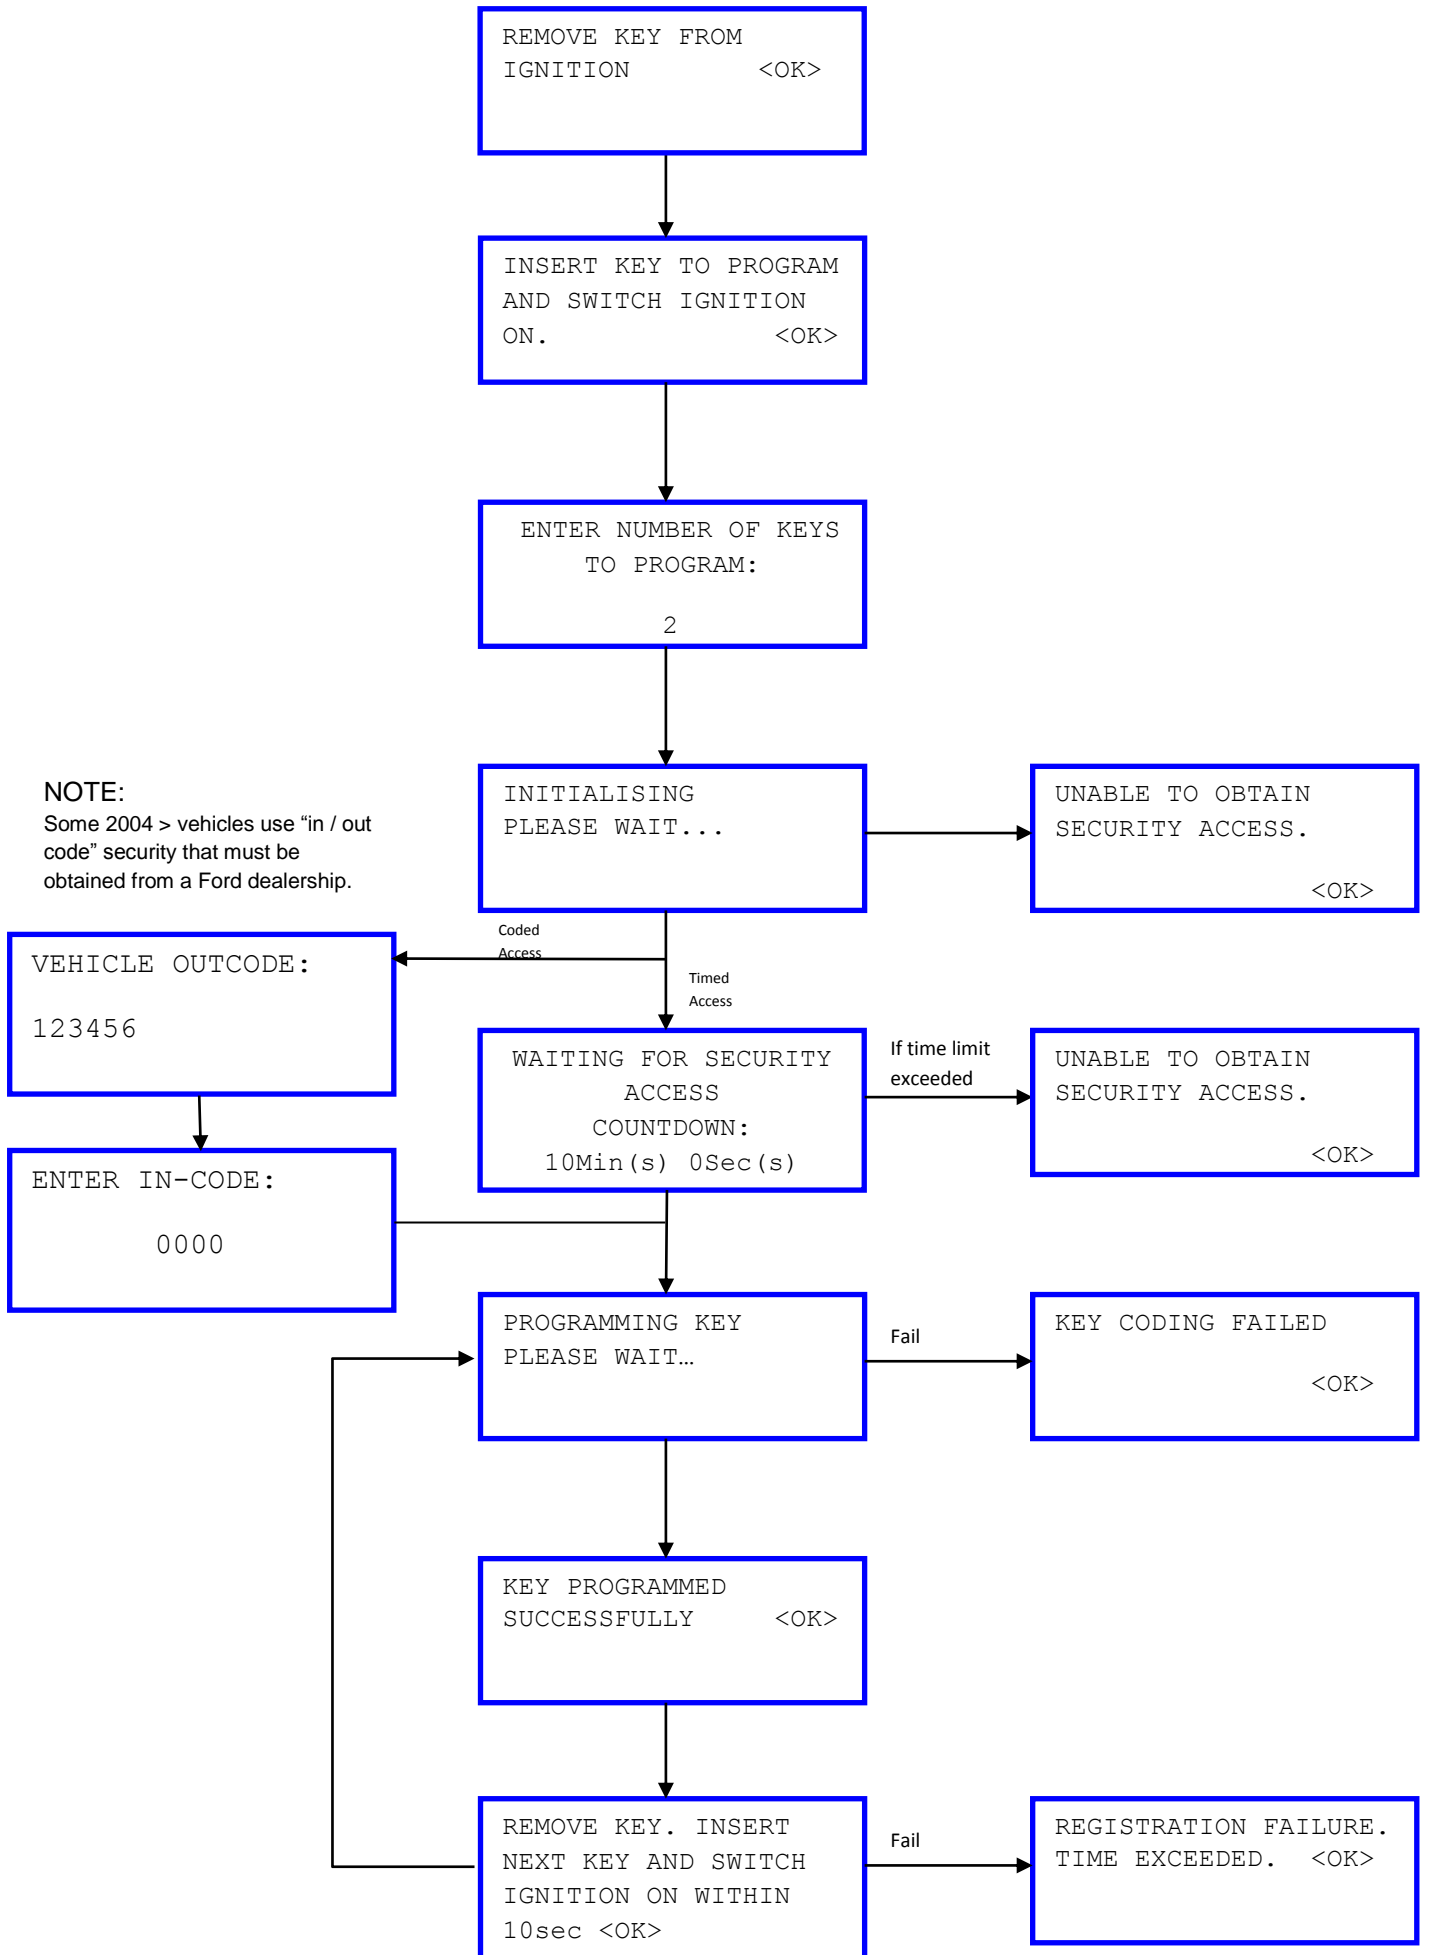 REMOVE KEY FROM
IGNITION <OK>
INSERT KEY TO PROGRAM
AND SWITCH IGNITION
ON. <OK>
ENTER NUMBER OF KEYS
TO PROGRAM:
2
NOTE:
Some 2004 > vehicles use “in / out
code” security that must be
obtained from a Ford dealership.
INITIALISING
PLEASE WAIT...
UNABLE TO OBTAIN
SECURITY ACCESS.
<OK>
Coded
Access
VEHICLE OUTCODE:
123456
Timed
Access
WAITING FOR SECURITY
ACCESS
COUNTDOWN:
10Min(s) 0Sec(s)
If time limit
exceeded
UNABLE TO OBTAIN
SECURITY ACCESS.
<OK>
ENTER IN-CODE:
0000
PROGRAMMING KEY
PLEASE WAIT…
Fail
KEY CODING FAILED
<OK>
KEY PROGRAMMED
SUCCESSFULLY <OK>
REMOVE KEY. INSERT
NEXT KEY AND SWITCH
IGNITION ON WITHIN
10sec <OK>
Fail
REGISTRATION FAILURE.
TIME EXCEEDED. <OK>